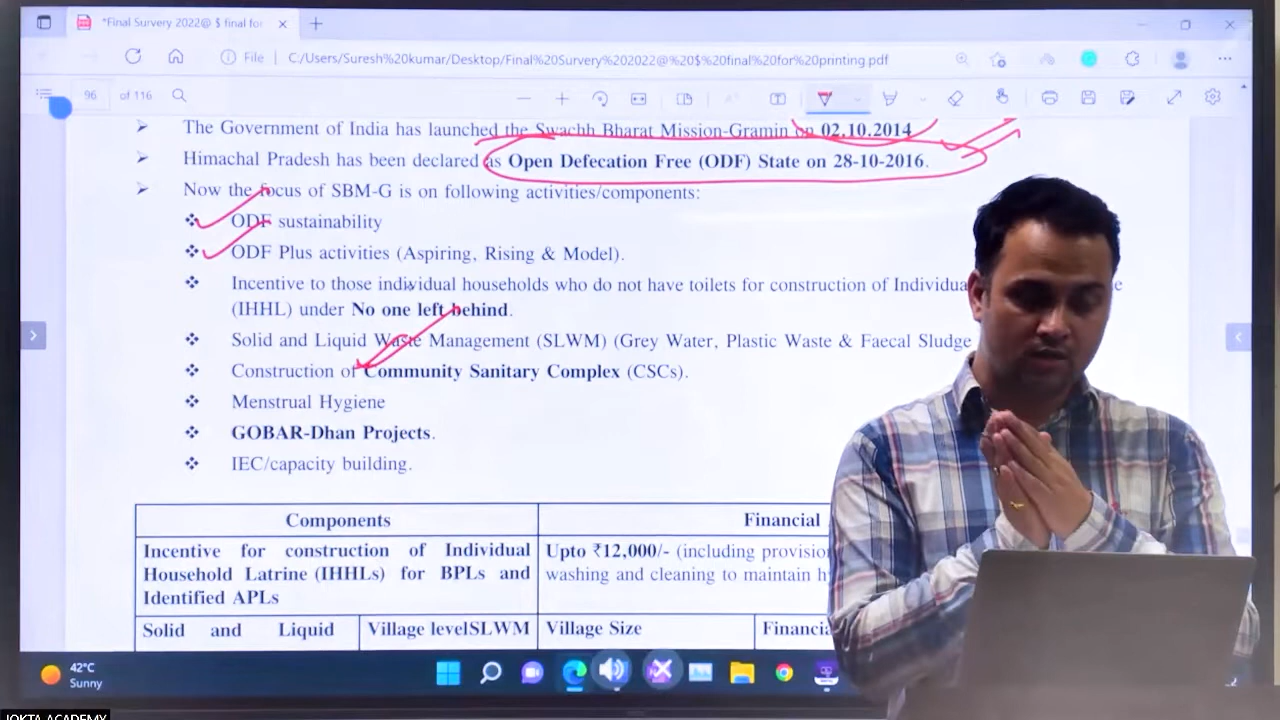 *Final Survery 2022@ $ final for
File
C:/Users/Suresh%20kumar/Desktop/Final%20Survery%202022@%20$%20final%20for%20printing.pdf
96 of 116
The Government of India has launched the Swachh Bharat Mission-Gramin on 02.10.2014
Himachal Pradesh has been declared as Open Defecation Free (ODF) State on 28-10-2016.
Now the focus of SBM-G is on following activities/components:
ODF sustainability
ODF Plus activities (Aspiring, Rising & Model).
Incentive to those individual households who do not have toilets for construction of Individua
(IHHL) under No one left behind.
Solid and Liquid Waste Management (SLWM) (Grey Water, Plastic Waste & Faecal Sludge
Construction of Community Sanitary Complex (CSCs).
Menstrual Hygiene
GOBAR-Dhan Projects.
IEC/capacity building.
Components Financial
Incentive for construction of Individual
Household Latrine (IHHLs) for BPLs and
Identified APLs
Upto ₹12,000/- (including provision
washing and cleaning to maintain h
Solid and Liquid Village levelSLWM Village Size Financia
42°C
Sunny
JOKTA ACADEMY